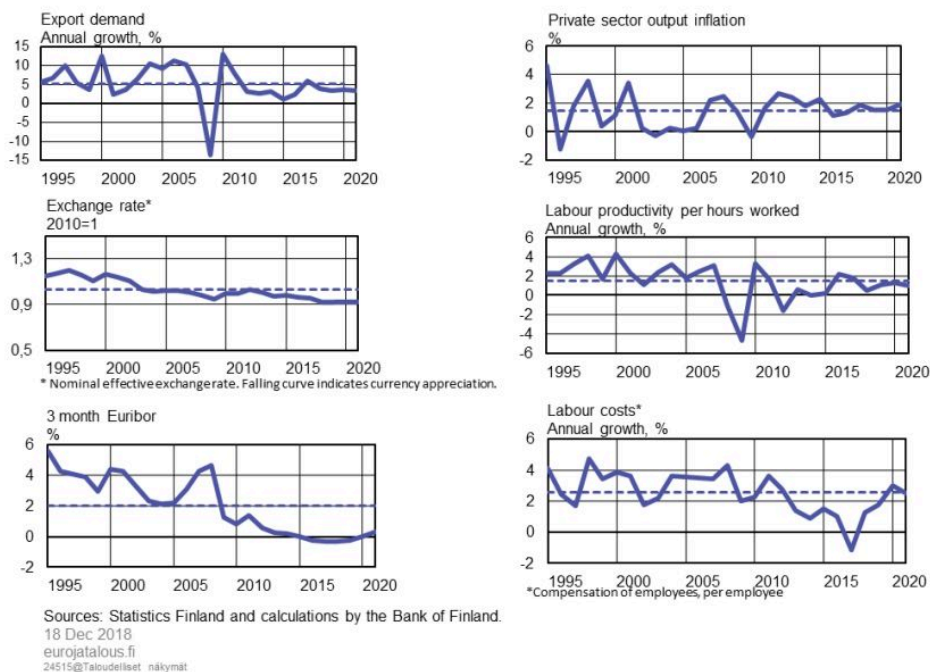 Export demand
Annual growth, %
15
10
5
0
-5
-10
-15
1995 2000 2005 2010 2015 2020
Exchange rate*
2010=1
1,3
0,9
0,5
1995 2000 2005 2010 2015 2020
* Nominal effective exchange rate. Falling curve indicates currency appreciation.
3 month Euribor
%
6
4
2
0
-2
1995 2000 2005 2010 2015 2020
Private sector output inflation
%
6
4
2
0
-2
1995 2000 2005 2010 2015 2020
Labour productivity per hours worked
Annual growth, %
6
4
2
0
-2
-4
-6
1995 2000 2005 2010 2015 2020
Labour costs*
Annual growth, %
6
4
2
0
-2
1995 2000 2005 2010 2015 2020
*Compensation of employees, per employee
Sources: Statistics Finland and calculations by the Bank of Finland.
18 Dec 2018
eurojatalous.fi
24515@Taloudelliset_näkymät